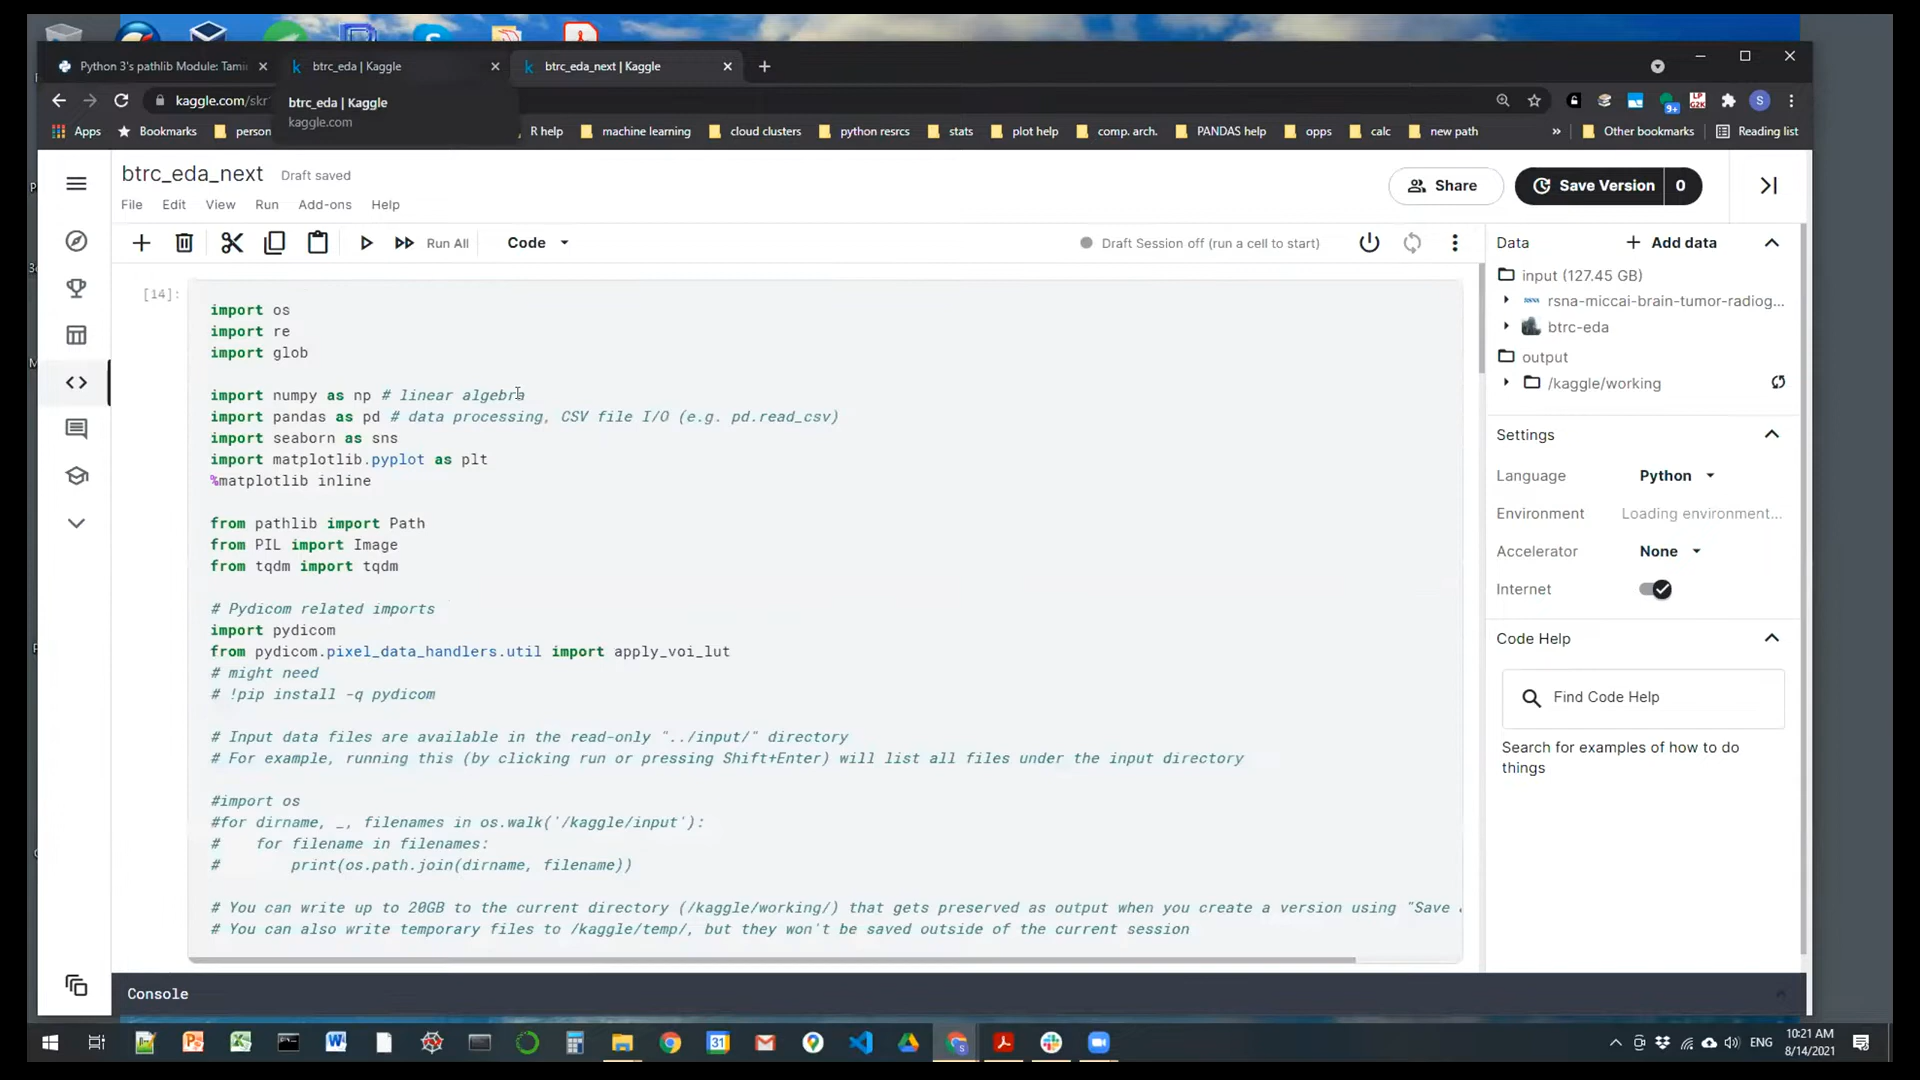 Python 3's pathlib Module: Tami
btrc_eda | Kaggle
btrc_eda_next | Kaggle
kaggle.com/skr
btrc_eda | Kaggle
kaggle.com
Apps
Bookmarks
person
R help
machine learning
cloud clusters
python resrcs
stats
plot help
comp. arch.
PANDAS help
opps
calc
new path
»
Other bookmarks
Reading list
btrc_eda_next
Draft saved
Share
Save Version
0
File
Edit
View
Run
Add-ons
Help
Run All
Code
Draft Session off (run a cell to start)
[14]:
import os
import re
import glob
import numpy as np # linear algebra
import pandas as pd # data processing, CSV file I/O (e.g. pd.read_csv)
import seaborn as sns
import matplotlib.pyplot as plt
%matplotlib inline
from pathlib import Path
from PIL import Image
from tqdm import tqdm
# Pydicom related imports
import pydicom
from pydicom.pixel_data_handlers.util import apply_voi_lut
# might need
# !pip install -q pydicom
# Input data files are available in the read-only "../input/" directory
# For example, running this (by clicking run or pressing Shift+Enter) will list all files under the input directory
#import os
#for dirname, _, filenames in os.walk('/kaggle/input'):
#    for filename in filenames:
#        print(os.path.join(dirname, filename))
# You can write up to 20GB to the current directory (/kaggle/working/) that gets preserved as output when you create a version using "Save
# You can also write temporary files to /kaggle/temp/, but they won't be saved outside of the current session
Data
Add data
input (127.45 GB)
rsna-miccai-brain-tumor-radiog...
btrc-eda
output
/kaggle/working
Settings
Language
Python
Environment
Loading environment...
Accelerator
None
Internet
Code Help
Find Code Help
Search for examples of how to do
things
Console
ENG
10:21 AM
8/14/2021